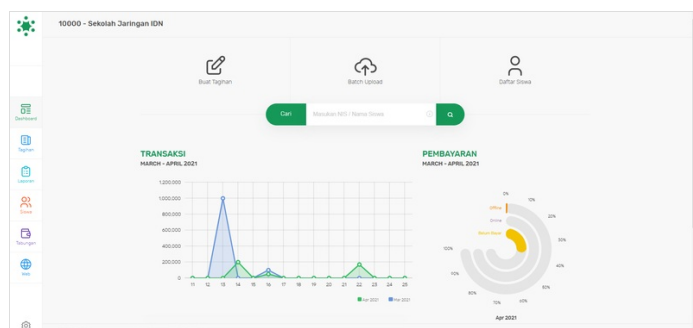 10000 - Sekolah Jaringan IDN
Buat Tagihan
Batch Upload
Daftar Siswa
Dashboard
Tagihan
Laporan
Siswa
Tabungan
Web
Cari
Masukan NIS / Nama Siswa
TRANSAKSI
MARCH - APRIL 2021
1,200,000
1,000,000
800,000
600,000
400,000
200,000
0
11 12 13 14 15 16 17 18 19 20 21 22 23 24 25
Apr 2021 Mar 2021
PEMBAYARAN
MARCH - APRIL 2021
0%
10%
20%
30%
40%
50%
60%
70%
80%
90%
100%
Offline
Online
Apr 2021